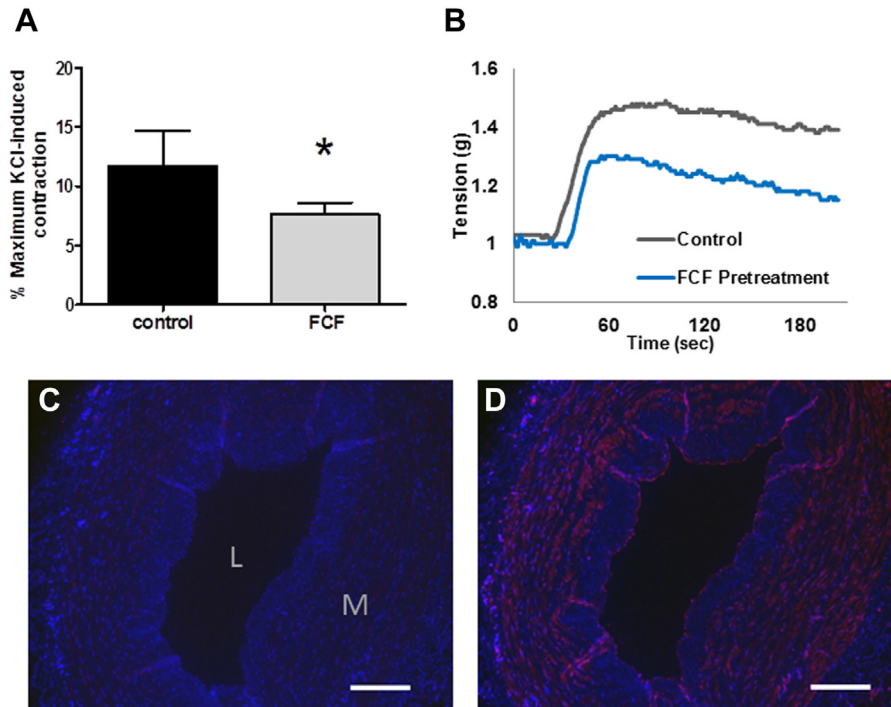 A
% Maximum KCl-induced
contraction
20
15
10
5
0
*
control
FCF
B
Tension (g)
1.6
1.4
1.2
1
0.8
Control
FCF Pretreatment
0
60
120
180
Time (sec)
C
L
M
D